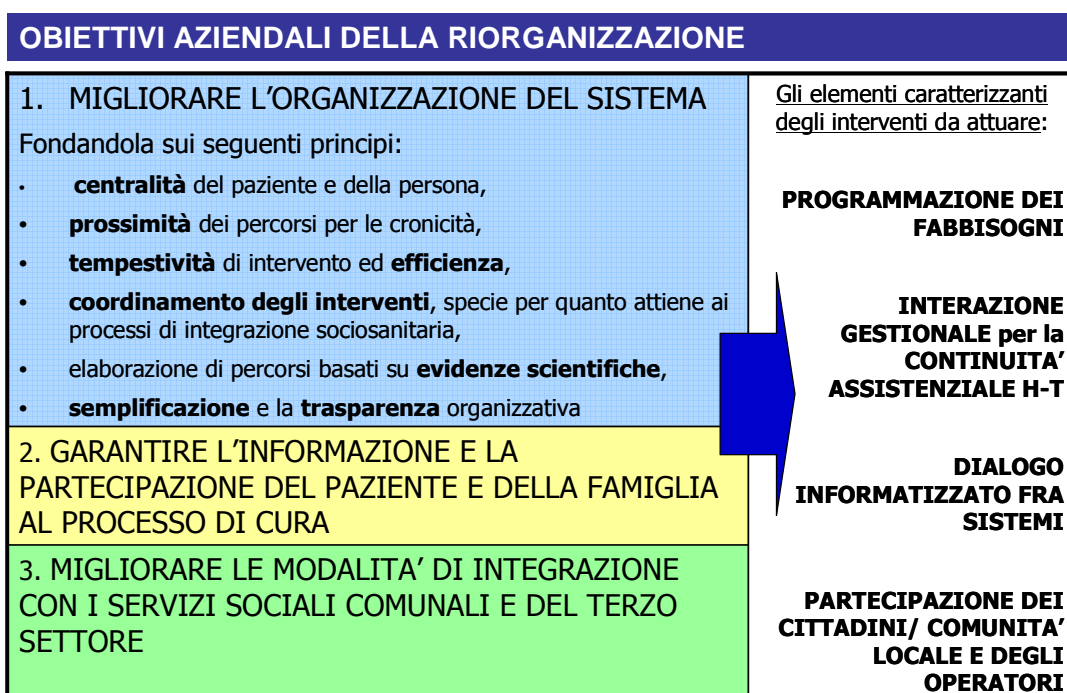 OBIETTIVI AZIENDALI DELLA RIORGANIZZAZIONE
1. MIGLIORARE L’ORGANIZZAZIONE DEL SISTEMA
Fondandola sui seguenti principi:
• centralità del paziente e della persona,
• prossimità dei percorsi per le cronicità,
• tempestività di intervento ed efficienza,
• coordinamento degli interventi, specie per quanto attiene ai
processi di integrazione sociosanitaria,
• elaborazione di percorsi basati su evidenze scientifiche,
• semplificazione e la trasparenza organizzativa
2. GARANTIRE L’INFORMAZIONE E LA
PARTECIPAZIONE DEL PAZIENTE E DELLA FAMIGLIA
AL PROCESSO DI CURA
3. MIGLIORARE LE MODALITA’ DI INTEGRAZIONE
CON I SERVIZI SOCIALI COMUNALI E DEL TERZO
SETTORE
Gli elementi caratterizzanti
degli interventi da attuare:
PROGRAMMAZIONE DEI
FABBISOGNI
INTERAZIONE
GESTIONALE per la
CONTINUITA’
ASSISTENZIALE H-T
DIALOGO
INFORMATIZZATO FRA
SISTEMI
PARTECIPAZIONE DEI
CITTADINI/ COMUNITA’
LOCALE E DEGLI
OPERATORI